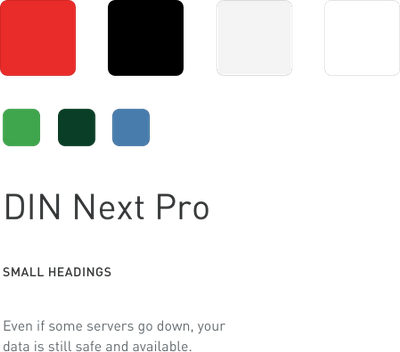 DIN Next Pro
SMALL HEADINGS
Even if some servers go down, your
data is still safe and available.